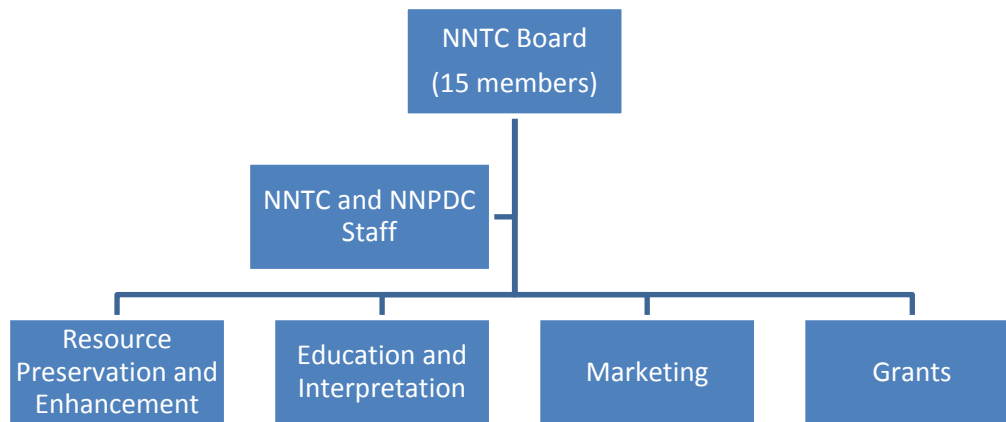 NNTC Board
(15 members)
NNTC and NNPDC
Staff
Resource
Preservation and
Enhancement
Education and
Interpretation
Marketing
Grants